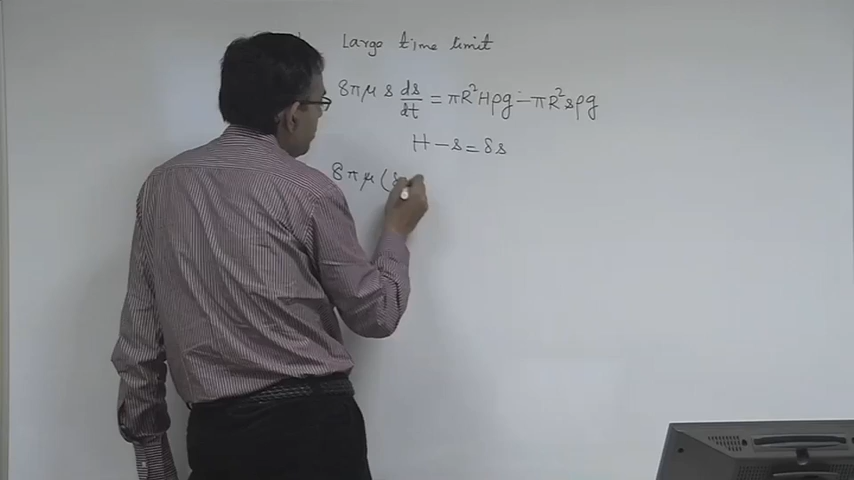 Large time limit
8πμ s ds/dt = πR²Hρg - πR²sρg
H - s = δs
8πμ (